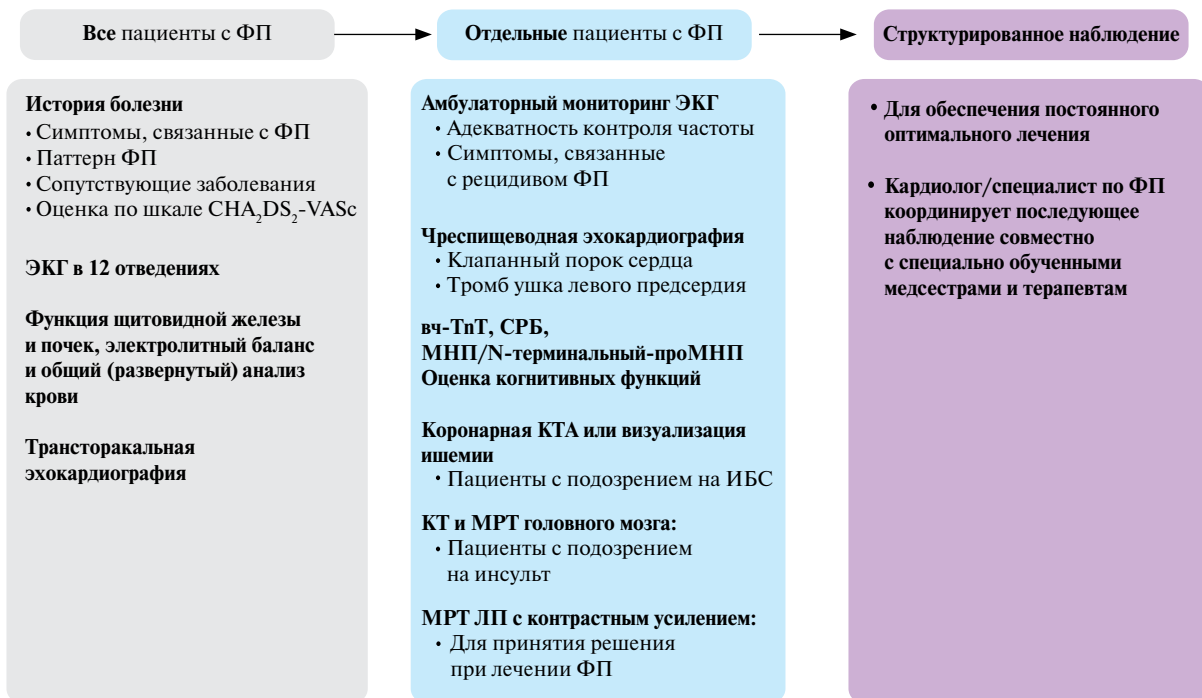 Все пациенты с ФП
Отдельные пациенты с ФП
Структурированное наблюдение
История болезни
• Симптомы, связанные с ФП
• Паттерн ФП
• Сопутствующие заболевания
• Оценка по шкале CHA₂DS₂-VASc
ЭКГ в 12 отведениях
Функция щитовидной железы
и почек, электролитный баланс
и общий (развернутый) анализ
крови
Трансторакальная
эхокардиография
Амбулаторный мониторинг ЭКГ
• Адекватность контроля частоты
• Симптомы, связанные
с рецидивом ФП
Чреспищеводная эхокардиография
• Клапанный порок сердца
• Тромб ушка левого предсердия
вч-ТпТ, СРБ,
МНП/N-терминальный-проМНП
Оценка когнитивных функций
Коронарная КТА или визуализация
ишемии
• Пациенты с подозрением на ИБС
КТ и МРТ головного мозга:
• Пациенты с подозрением
на инсульт
МРТ ЛП с контрастным усилением:
• Для принятия решения
при лечении ФП
• Для обеспечения постоянного
оптимального лечения
• Кардиолог/специалист по ФП
координирует последующее
наблюдение совместно
с специально обученными
медсестрами и терапевтам